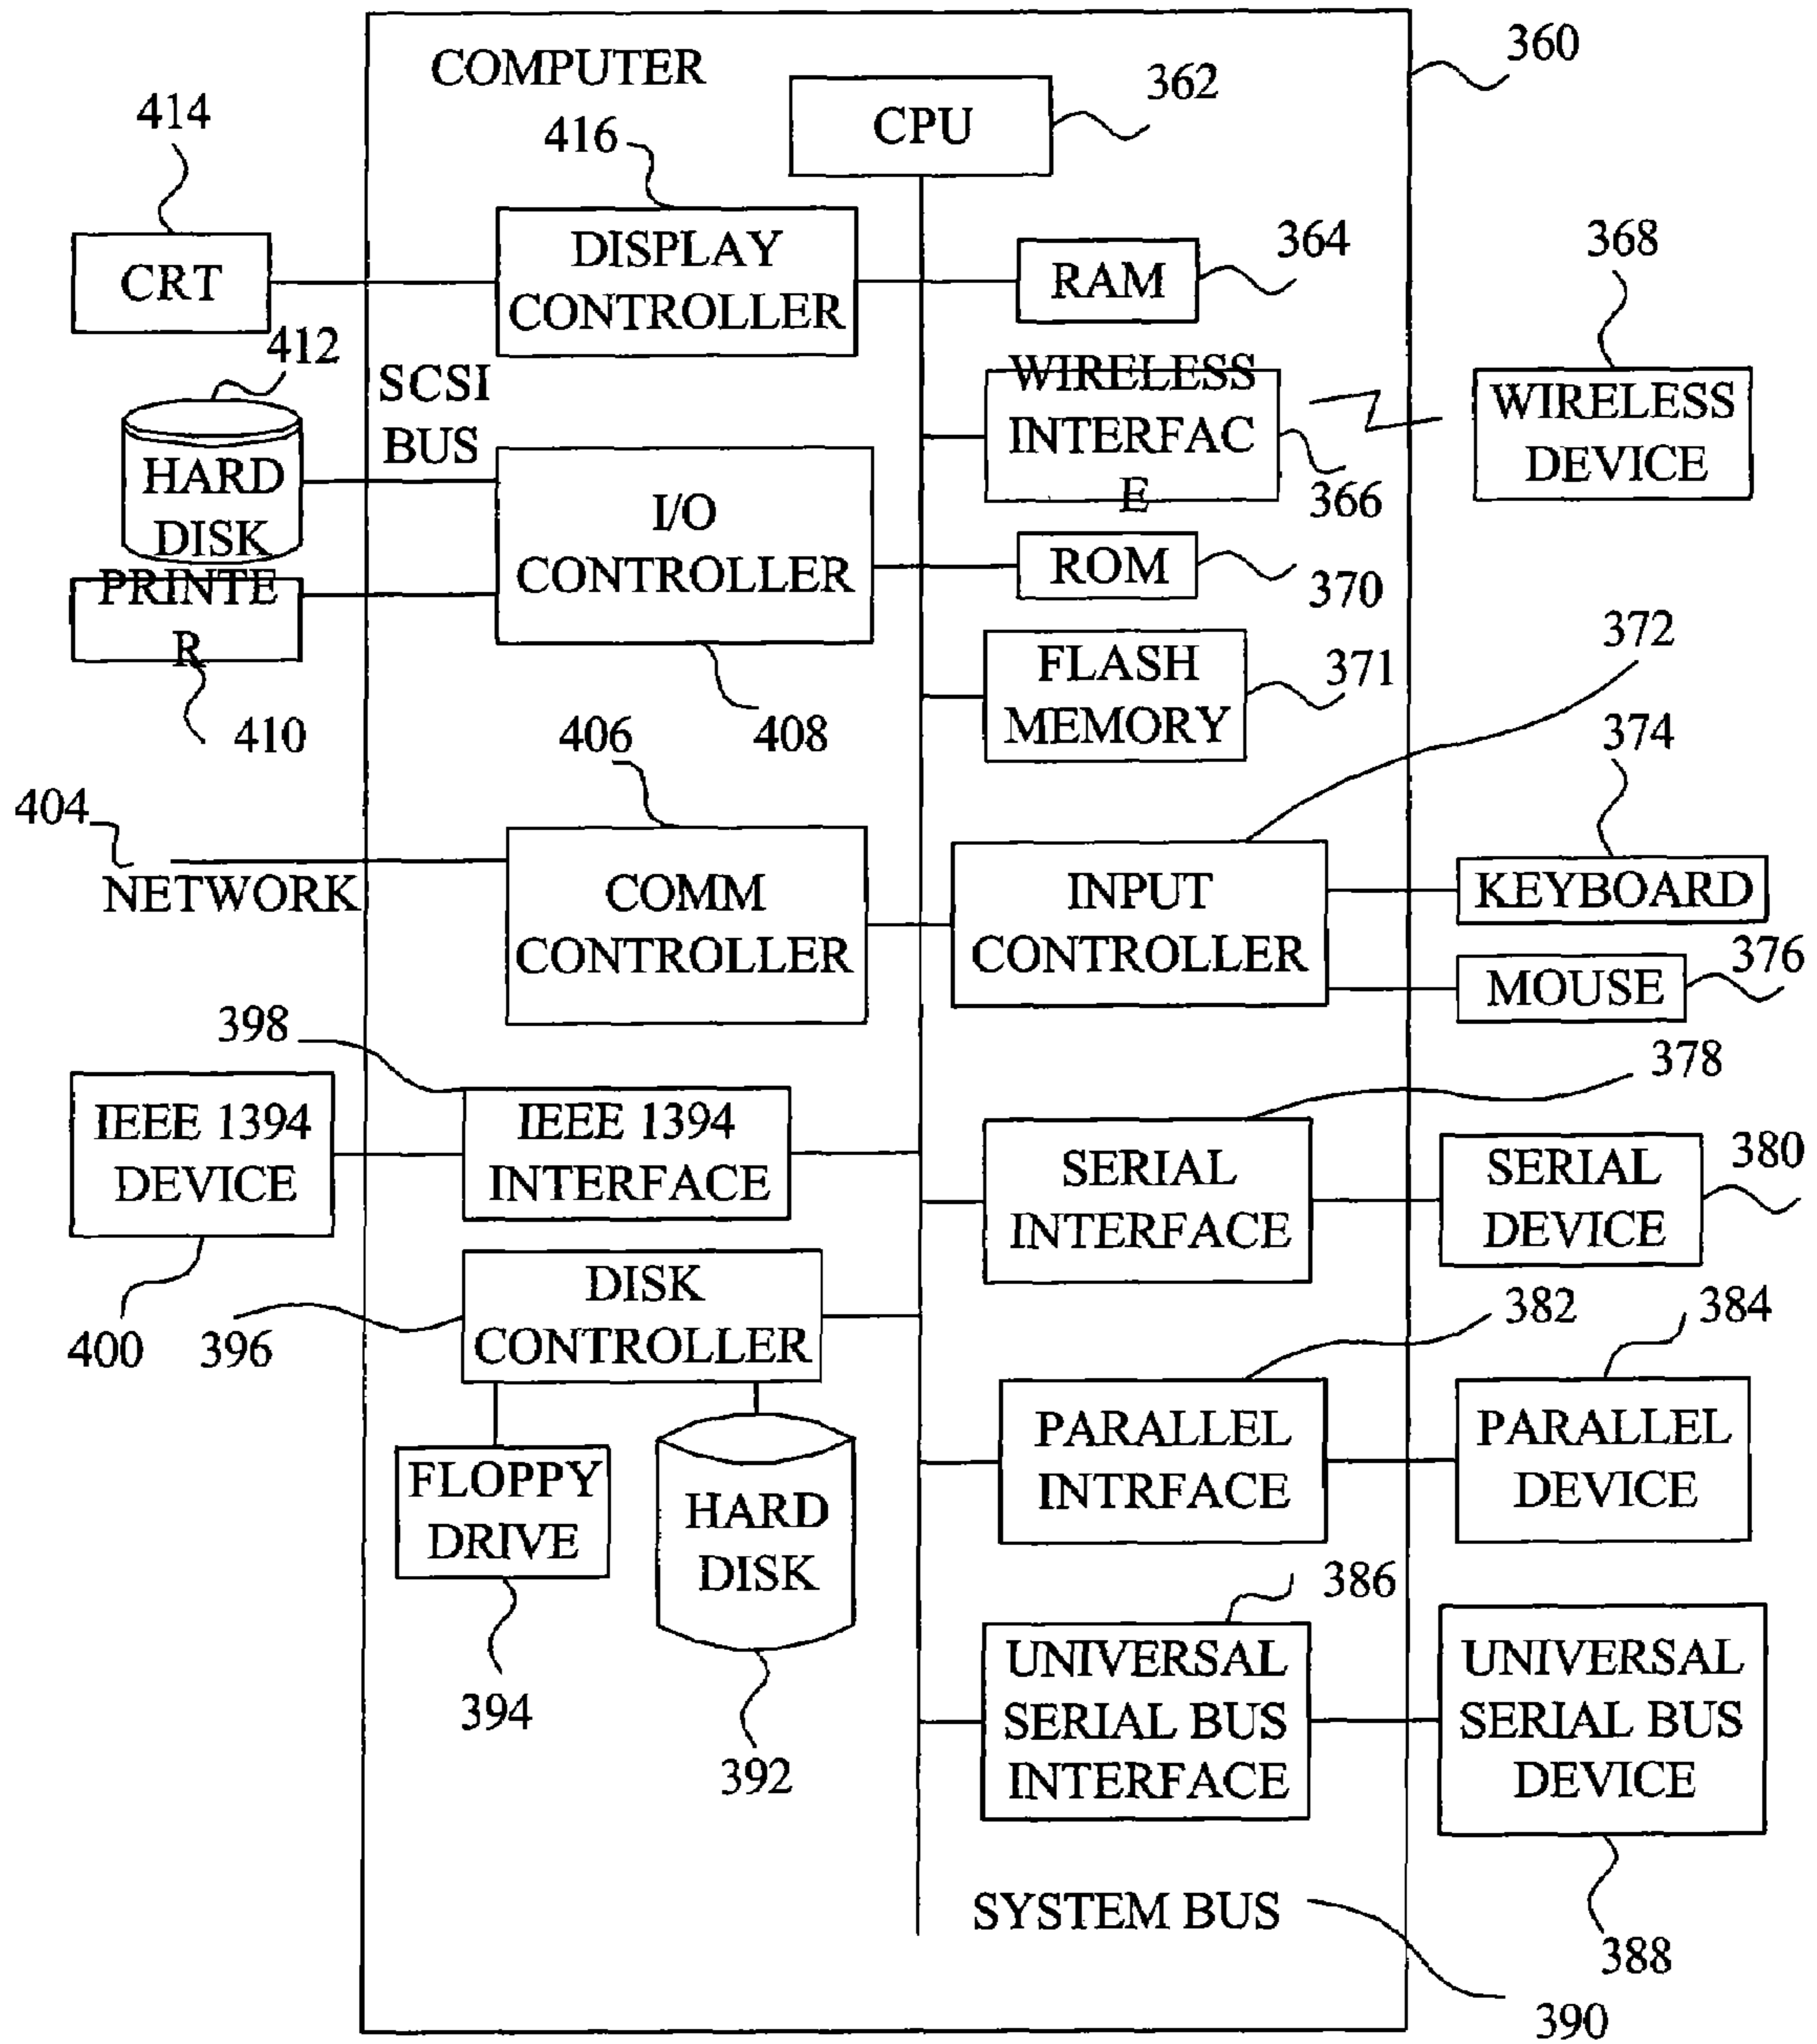 COMPUTER
360
362
CPU
414
416
CRT
DISPLAY
CONTROLLER
RAM
364
368
412
SCSI
BUS
WIRELESS
INTERFAC
E
366
WIRELESS
DEVICE
HARD
DISK
I/O
CONTROLLER
ROM
370
PRINTE
R
410
408
FLASH
MEMORY
371
372
374
406
404
NETWORK
COMM
CONTROLLER
INPUT
CONTROLLER
KEYBOARD
MOUSE
376
398
378
IEEE 1394
DEVICE
IEEE 1394
INTERFACE
SERIAL
INTERFACE
SERIAL
DEVICE
380
400
396
DISK
CONTROLLER
382
384
FLOPPY
DRIVE
HARD
DISK
PARALLEL
INTRFACE
PARALLEL
DEVICE
394
392
386
UNIVERSAL
SERIAL BUS
INTERFACE
UNIVERSAL
SERIAL BUS
DEVICE
388
SYSTEM BUS
390